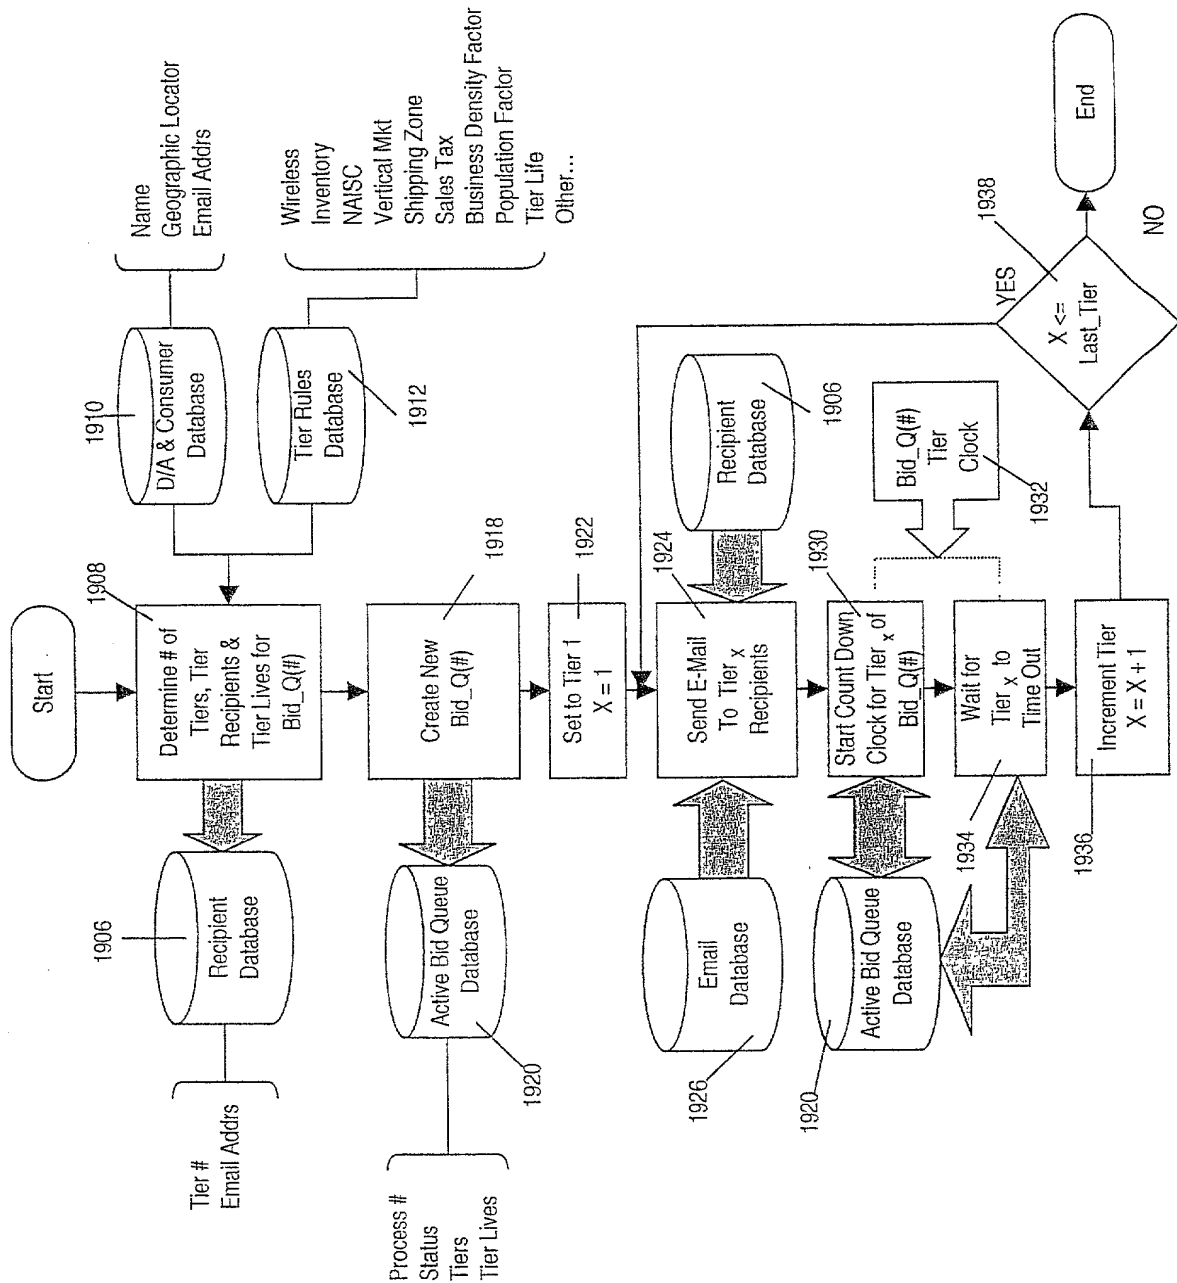 Start
1908
Determine # of
Tiers, Tier
Recipients &
Tier Lives for
Bid_Q(#)
1910
D/A & Consumer
Database
Name
Geographic Locator
Email Addrs
Tier Rules
Database
1912
Wireless
Inventory
NAISC
Vertical Mkt
Shipping Zone
Sales Tax
Business Density Factor
Population Factor
Tier Life
Other...
1906
Recipient
Database
Tier #
Email Addrs
1918
Create New
Bid_Q(#)
Active Bid Queue
Database
1920
Process #
Status
Tiers
Tier Lives
1922
Set to Tier 1
X = 1
1924
Send E-Mail
To Tier x
Recipients
Recipient
Database
1906
Email
Database
1926
1930
Start Count Down
Clock for Tier x of
Bid_Q(#)
Active Bid Queue
Database
1920
Bid_Q(#)
Tier
Clock
1932
Wait for
Tier x to
Time Out
1934
Increment Tier
X = X + 1
1936
YES
1938
X <=
Last_Tier
NO
End